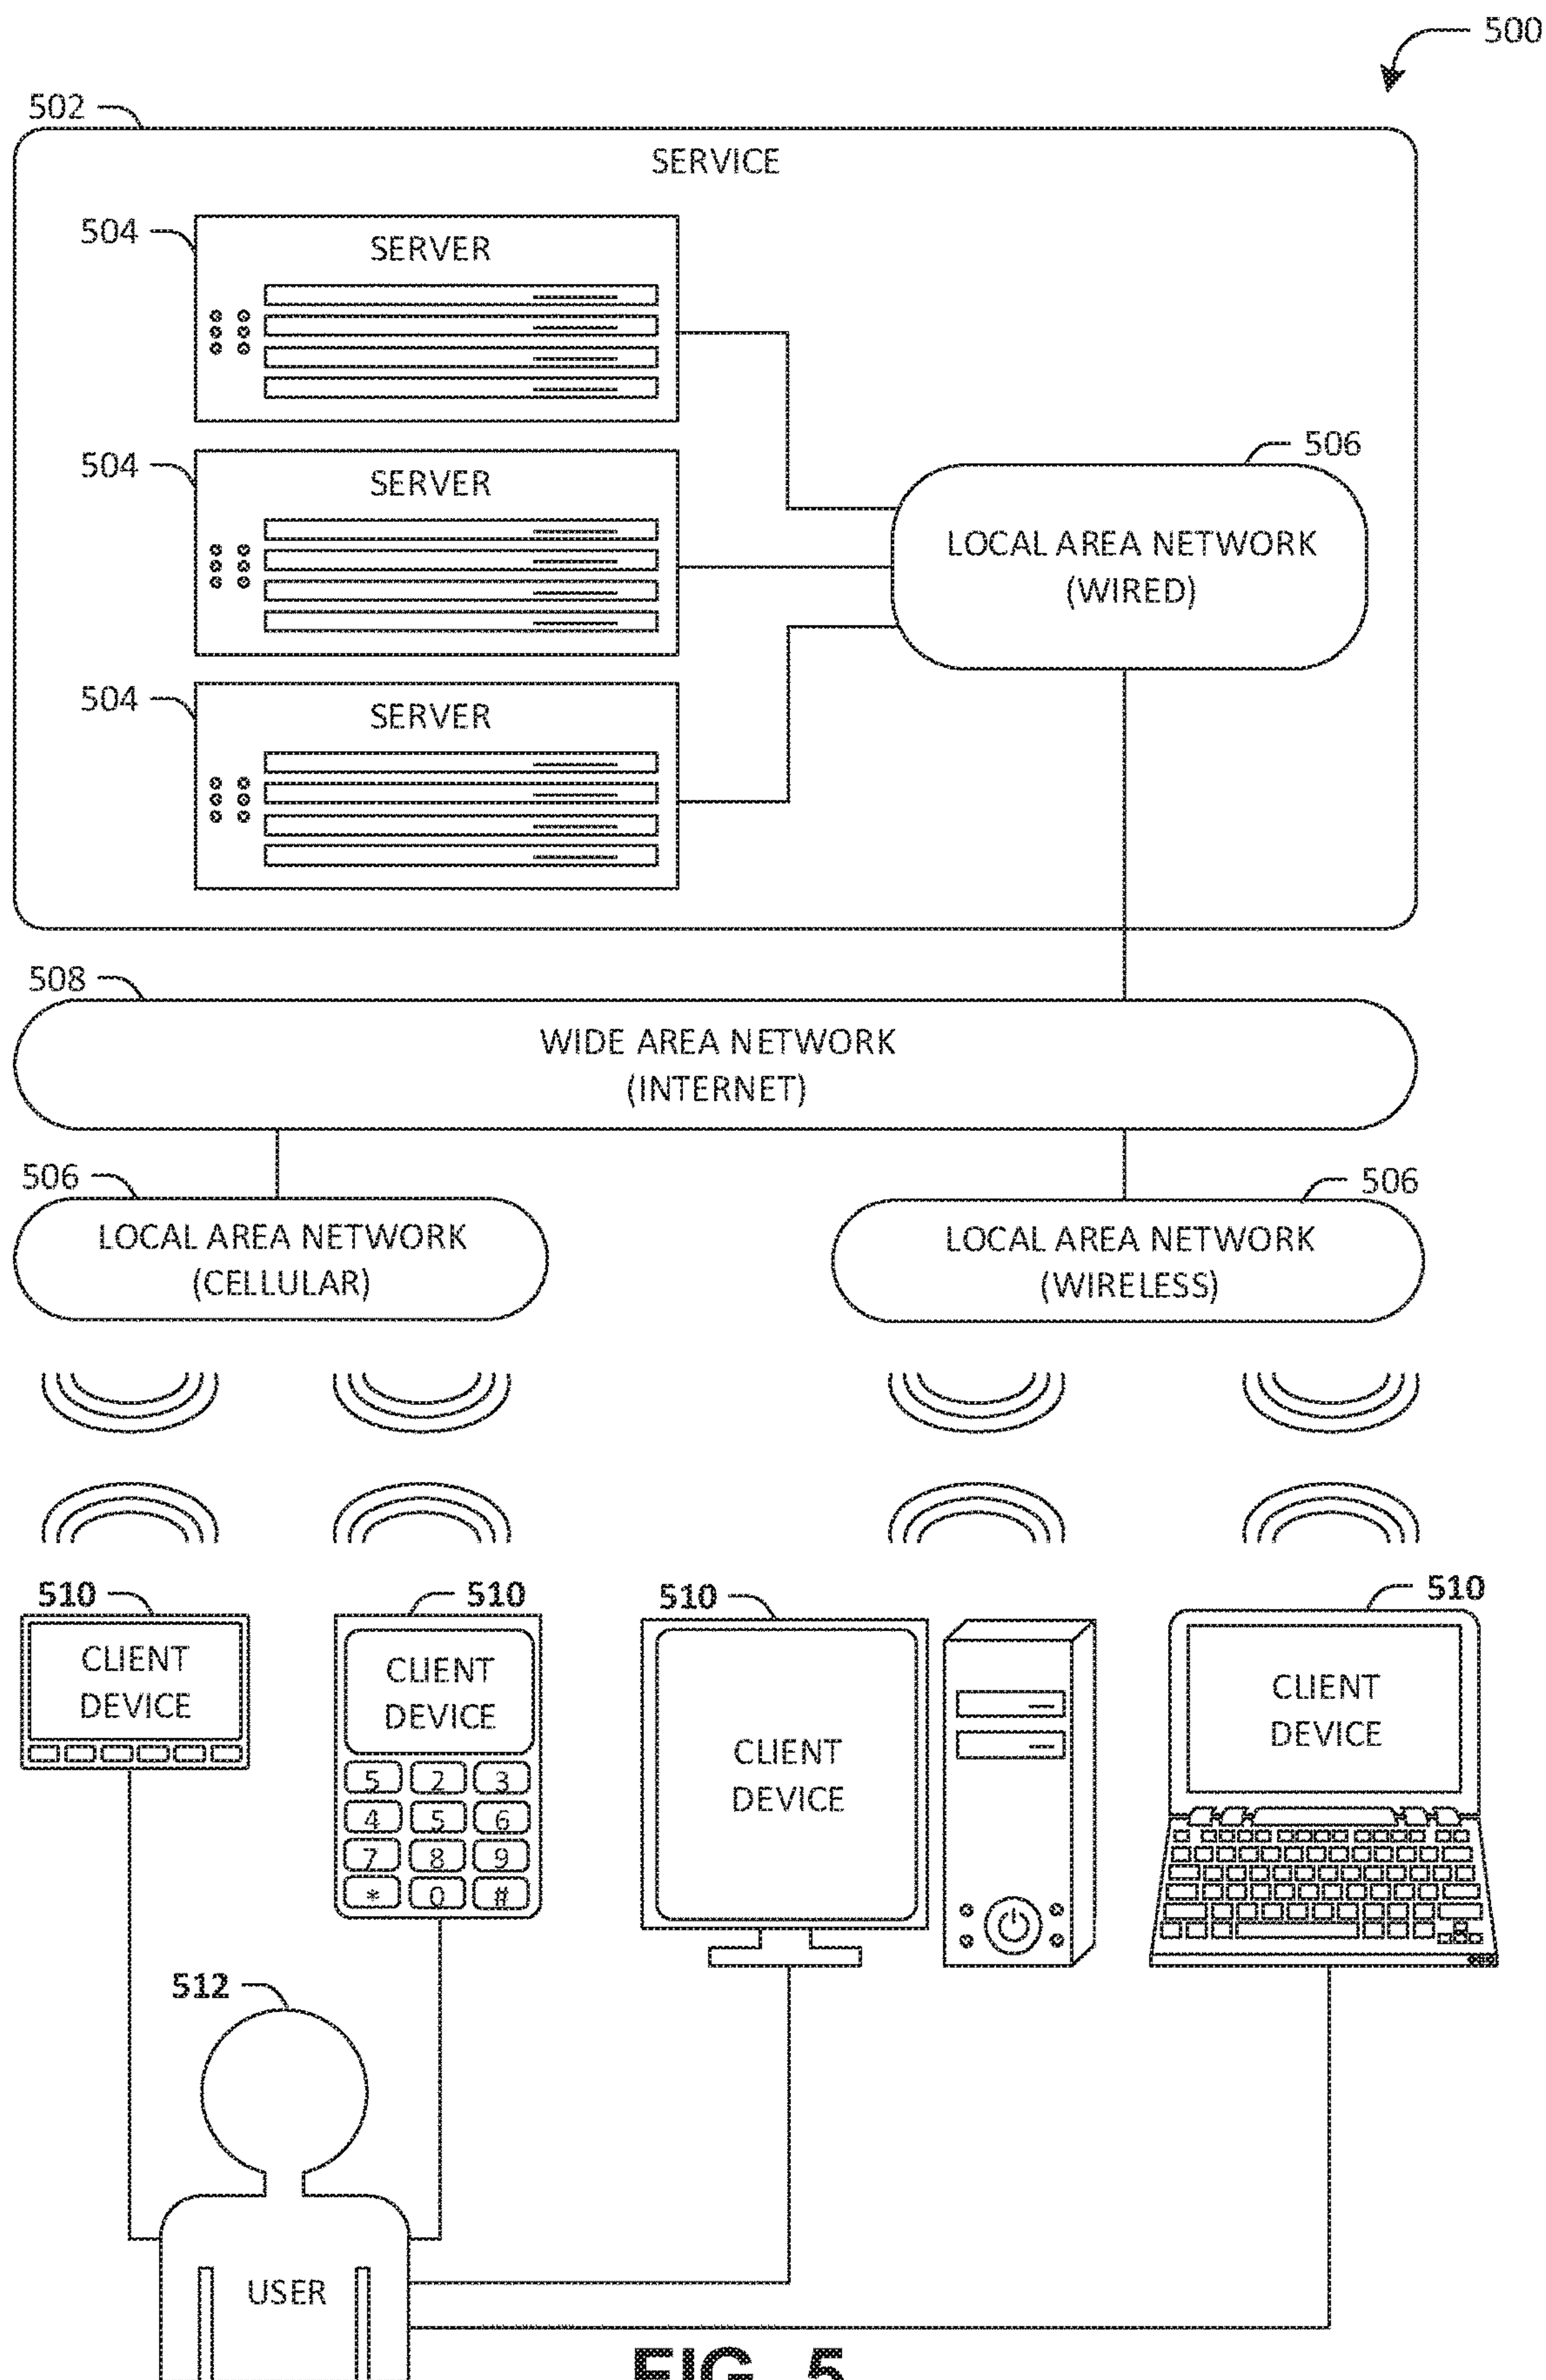 500
502
SERVICE
504
SERVER
504
SERVER
506
LOCAL AREA NETWORK
(WIRED)
504
SERVER
508
WIDE AREA NETWORK
(INTERNET)
506
LOCAL AREA NETWORK
(CELLULAR)
506
LOCAL AREA NETWORK
(WIRELESS)
510
CLIENT
DEVICE
510
CLIENT
DEVICE
5 2 3
4 5 6
7 8 9
* 0 #
510
CLIENT
DEVICE
510
CLIENT
DEVICE
512
USER
FIG. 5